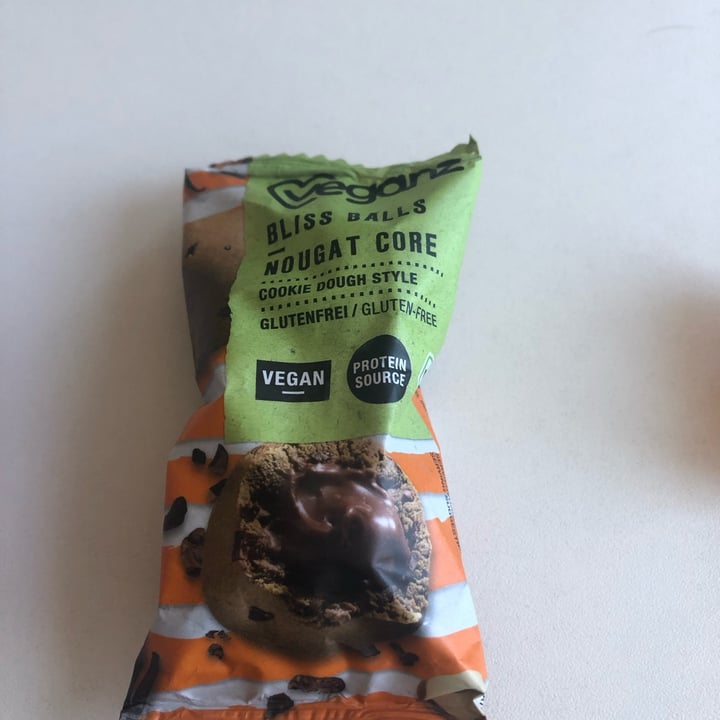 Veganz
BLISS BALLS
NOUGAT CORE
COOKIE DOUGH STYLE
GLUTENFREI / GLUTEN-FREE
VEGAN
PROTEIN
SOURCE